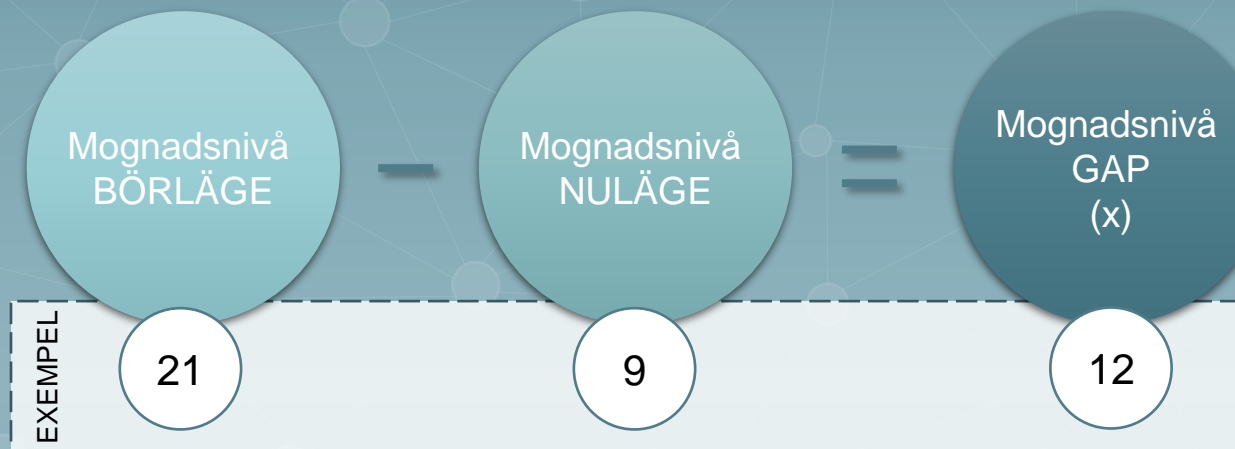 Mognadsnivå
BÖRLÄGE
–
Mognadsnivå
NULÄGE
=
Mognadsnivå
GAP
(x)
EXEMPEL
21
9
12